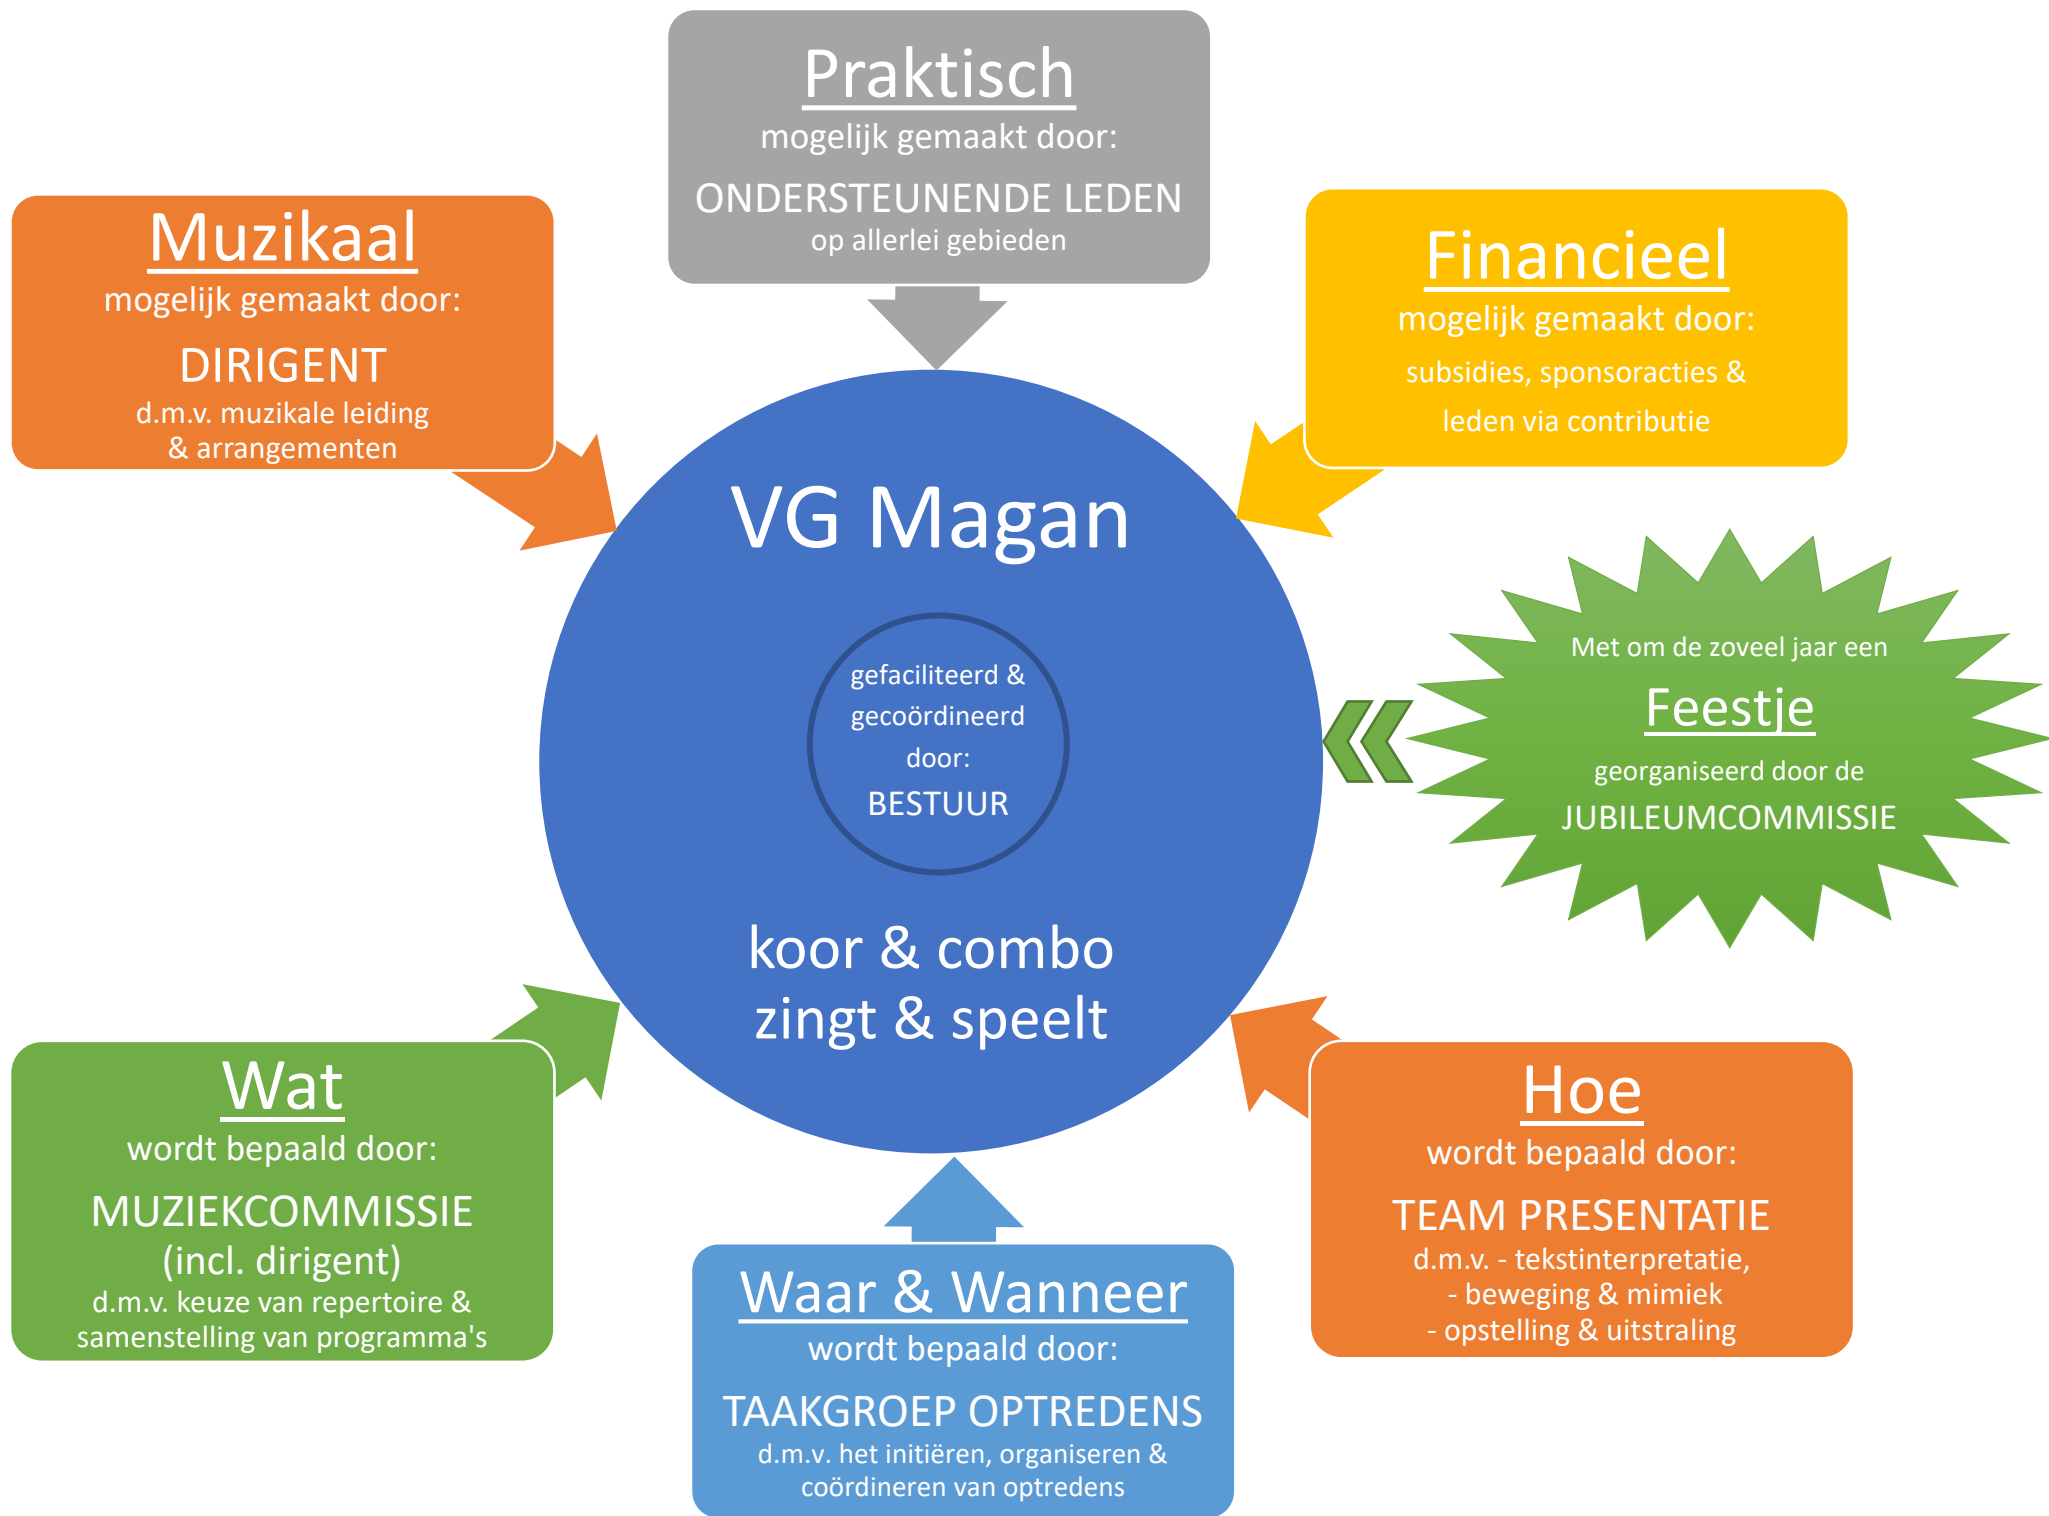 Praktisch
mogelijk gemaakt door:
ONDERSTEUNENDE LEDEN
op allerlei gebieden
Muzikaal
mogelijk gemaakt door:
DIRIGENT
d.m.v. muzikale leiding
& arrangementen
Financieel
mogelijk gemaakt door:
subsidies, sponsoracties &
leden via contributie
VG Magan
gefaciliteerd &
gecoördineerd
door:
BESTUUR
koor & combo
zingt & speelt
Met om de zoveel jaar een
Feestje
georganiseerd door de
JUBILEUMCOMMISSIE
Wat
wordt bepaald door:
MUZIEKCOMMISSIE
(incl. dirigent)
d.m.v. keuze van repertoire &
samenstelling van programma's
Waar & Wanneer
wordt bepaald door:
TAAKGROEP OPTREDENS
d.m.v. het initiëren, organiseren &
coördineren van optredens
Hoe
wordt bepaald door:
TEAM PRESENTATIE
d.m.v. - tekstinterpretatie,
- beweging & mimiek
- opstelling & uitstraling